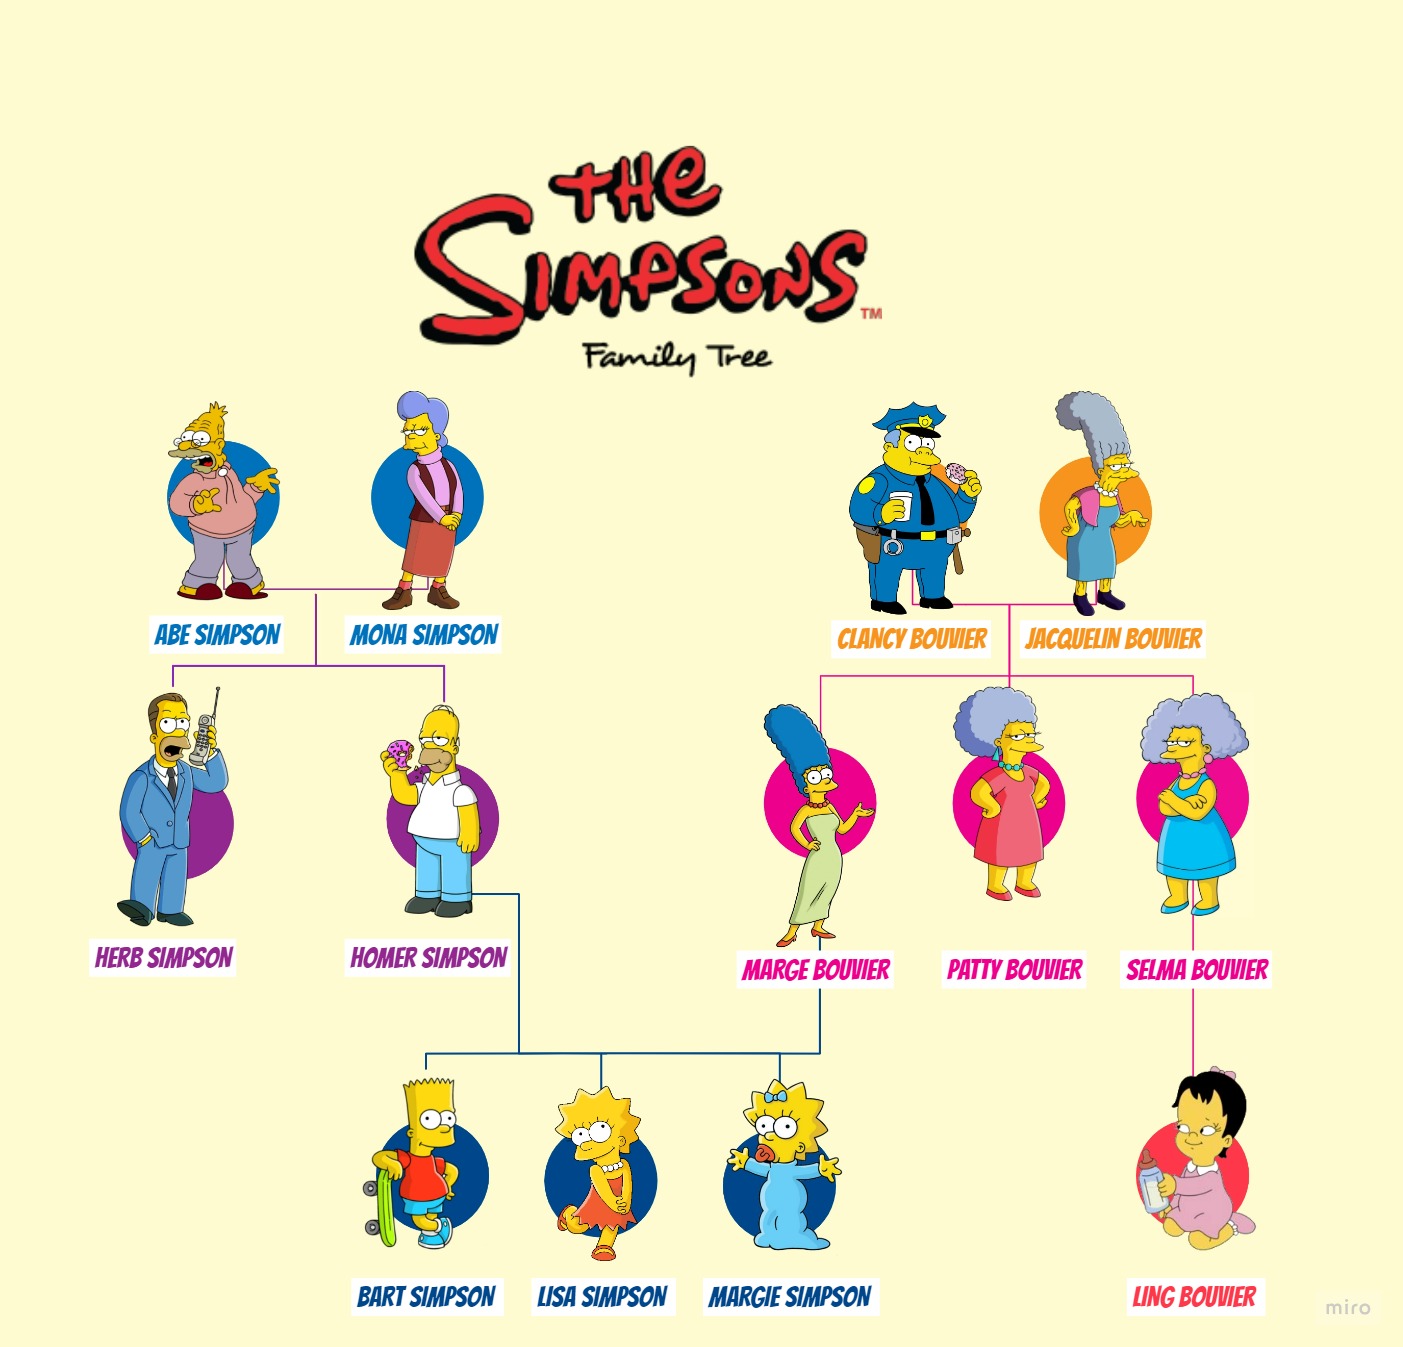 THE
SIMPSONS
TM
Family Tree
ABE SIMPSON
MONA SIMPSON
CLANCY BOUVIER
JACQUELIN BOUVIER
HERB SIMPSON
HOMER SIMPSON
MARGE BOUVIER
PATTY BOUVIER
SELMA BOUVIER
BART SIMPSON
LISA SIMPSON
MARGIE SIMPSON
LING BOUVIER
miro